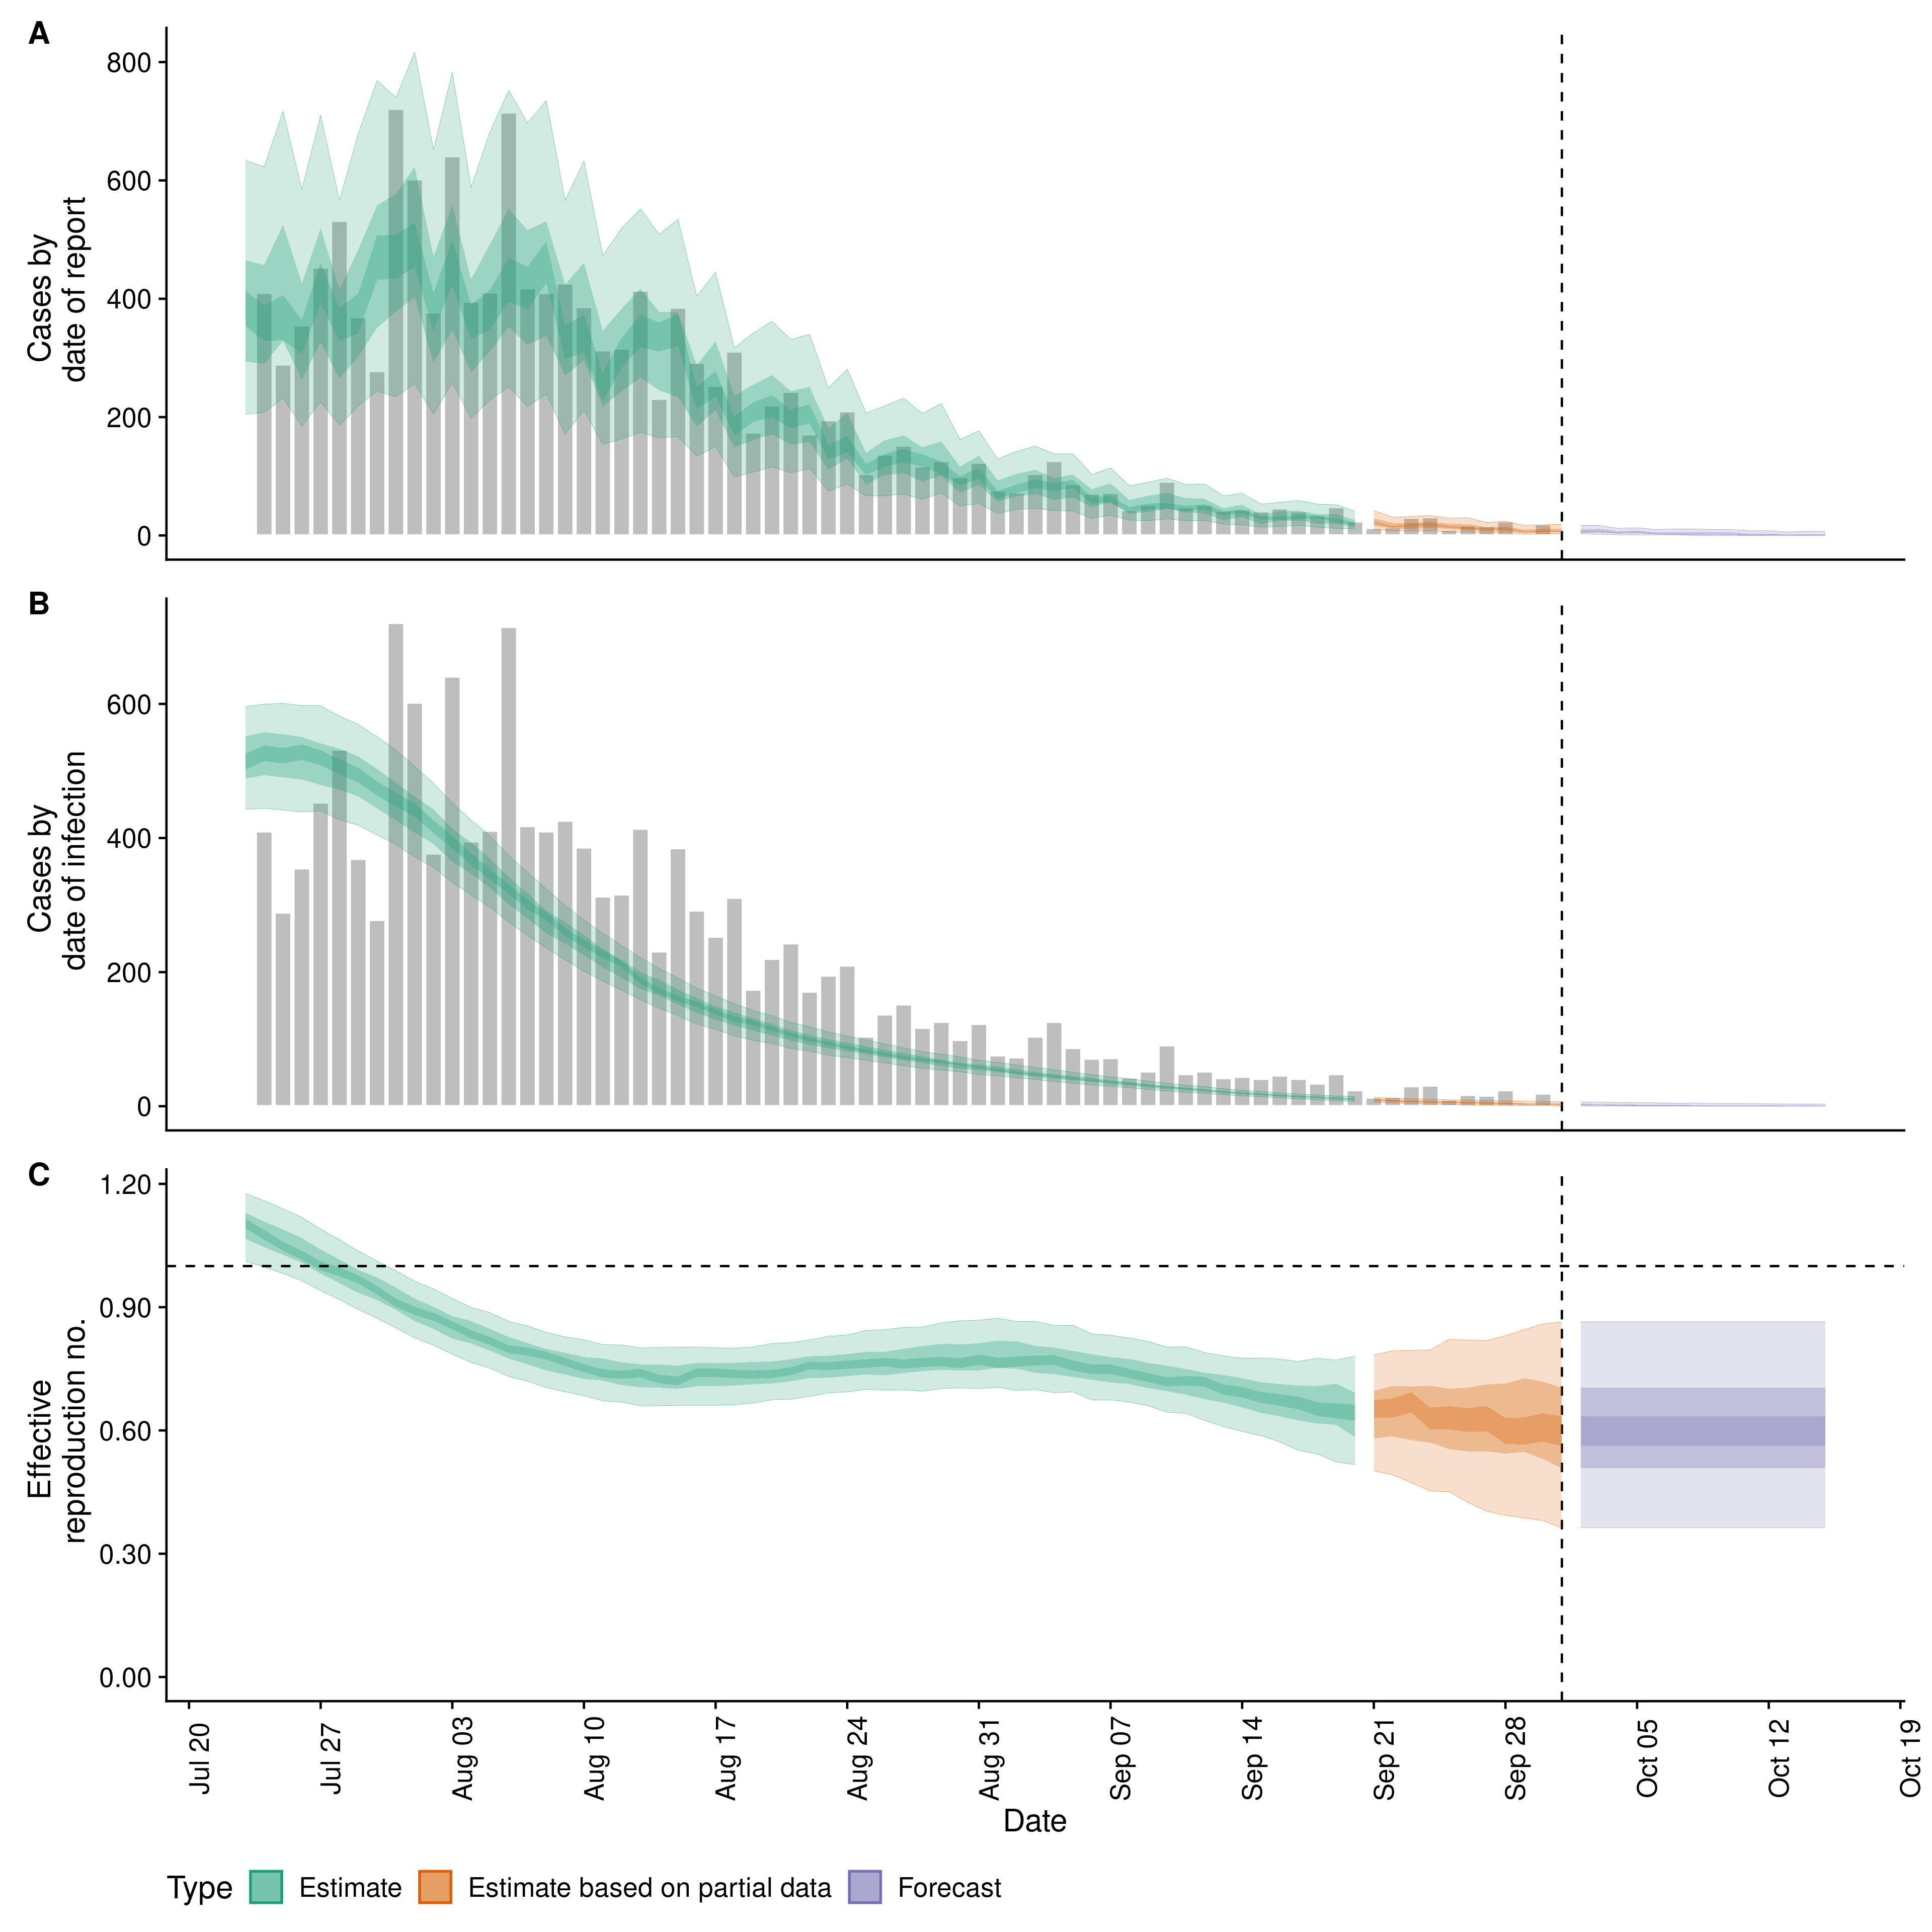 A
800
600
400
200
0
Cases by
date of report
B
600
400
200
0
Cases by
date of infection
C
1.20
0.90
0.60
0.30
0.00
Effective
reproduction no.
Jul 20
Jul 27
Aug 03
Aug 10
Aug 17
Aug 24
Aug 31
Sep 07
Sep 14
Sep 21
Sep 28
Oct 05
Oct 12
Oct 19
Date
Type Estimate Estimate based on partial data Forecast